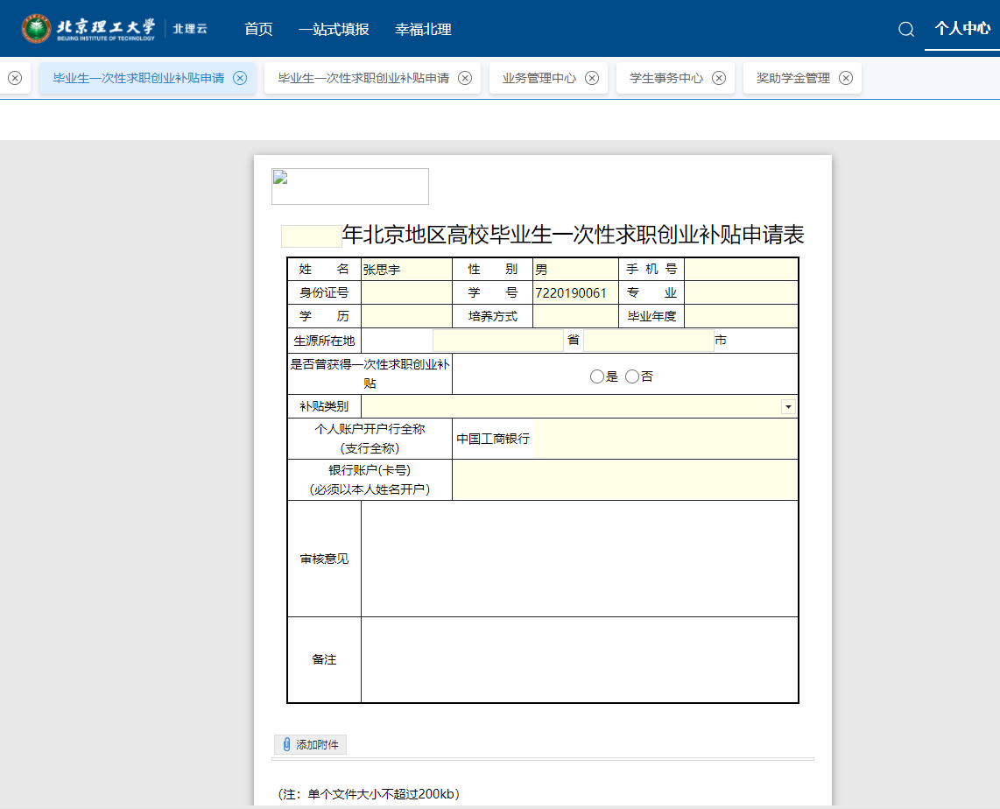 北京理工大学 北理云 首页 一站式填报 幸福北理 个人中心
BEIJING INSTITUTE OF TECHNOLOGY
毕业生一次性求职创业补贴申请 毕业生一次性求职创业补贴申请 业务管理中心 学生事务中心 奖助学金管理
年北京地区高校毕业生一次性求职创业补贴申请表
姓 名 张思宇 性 别 男 手 机 号
身份证号 学 号 7220190061 专 业
学 历 培养方式 毕业年度
生源所在地 省 市
是否曾获得一次性求职创业补
贴
是 否
补贴类别
个人账户开户行全称
（支行全称）
中国工商银行
银行账户(卡号)
（必须以本人姓名开户）
审核意见
备注
添加附件
（注：单个文件大小不超过200kb）